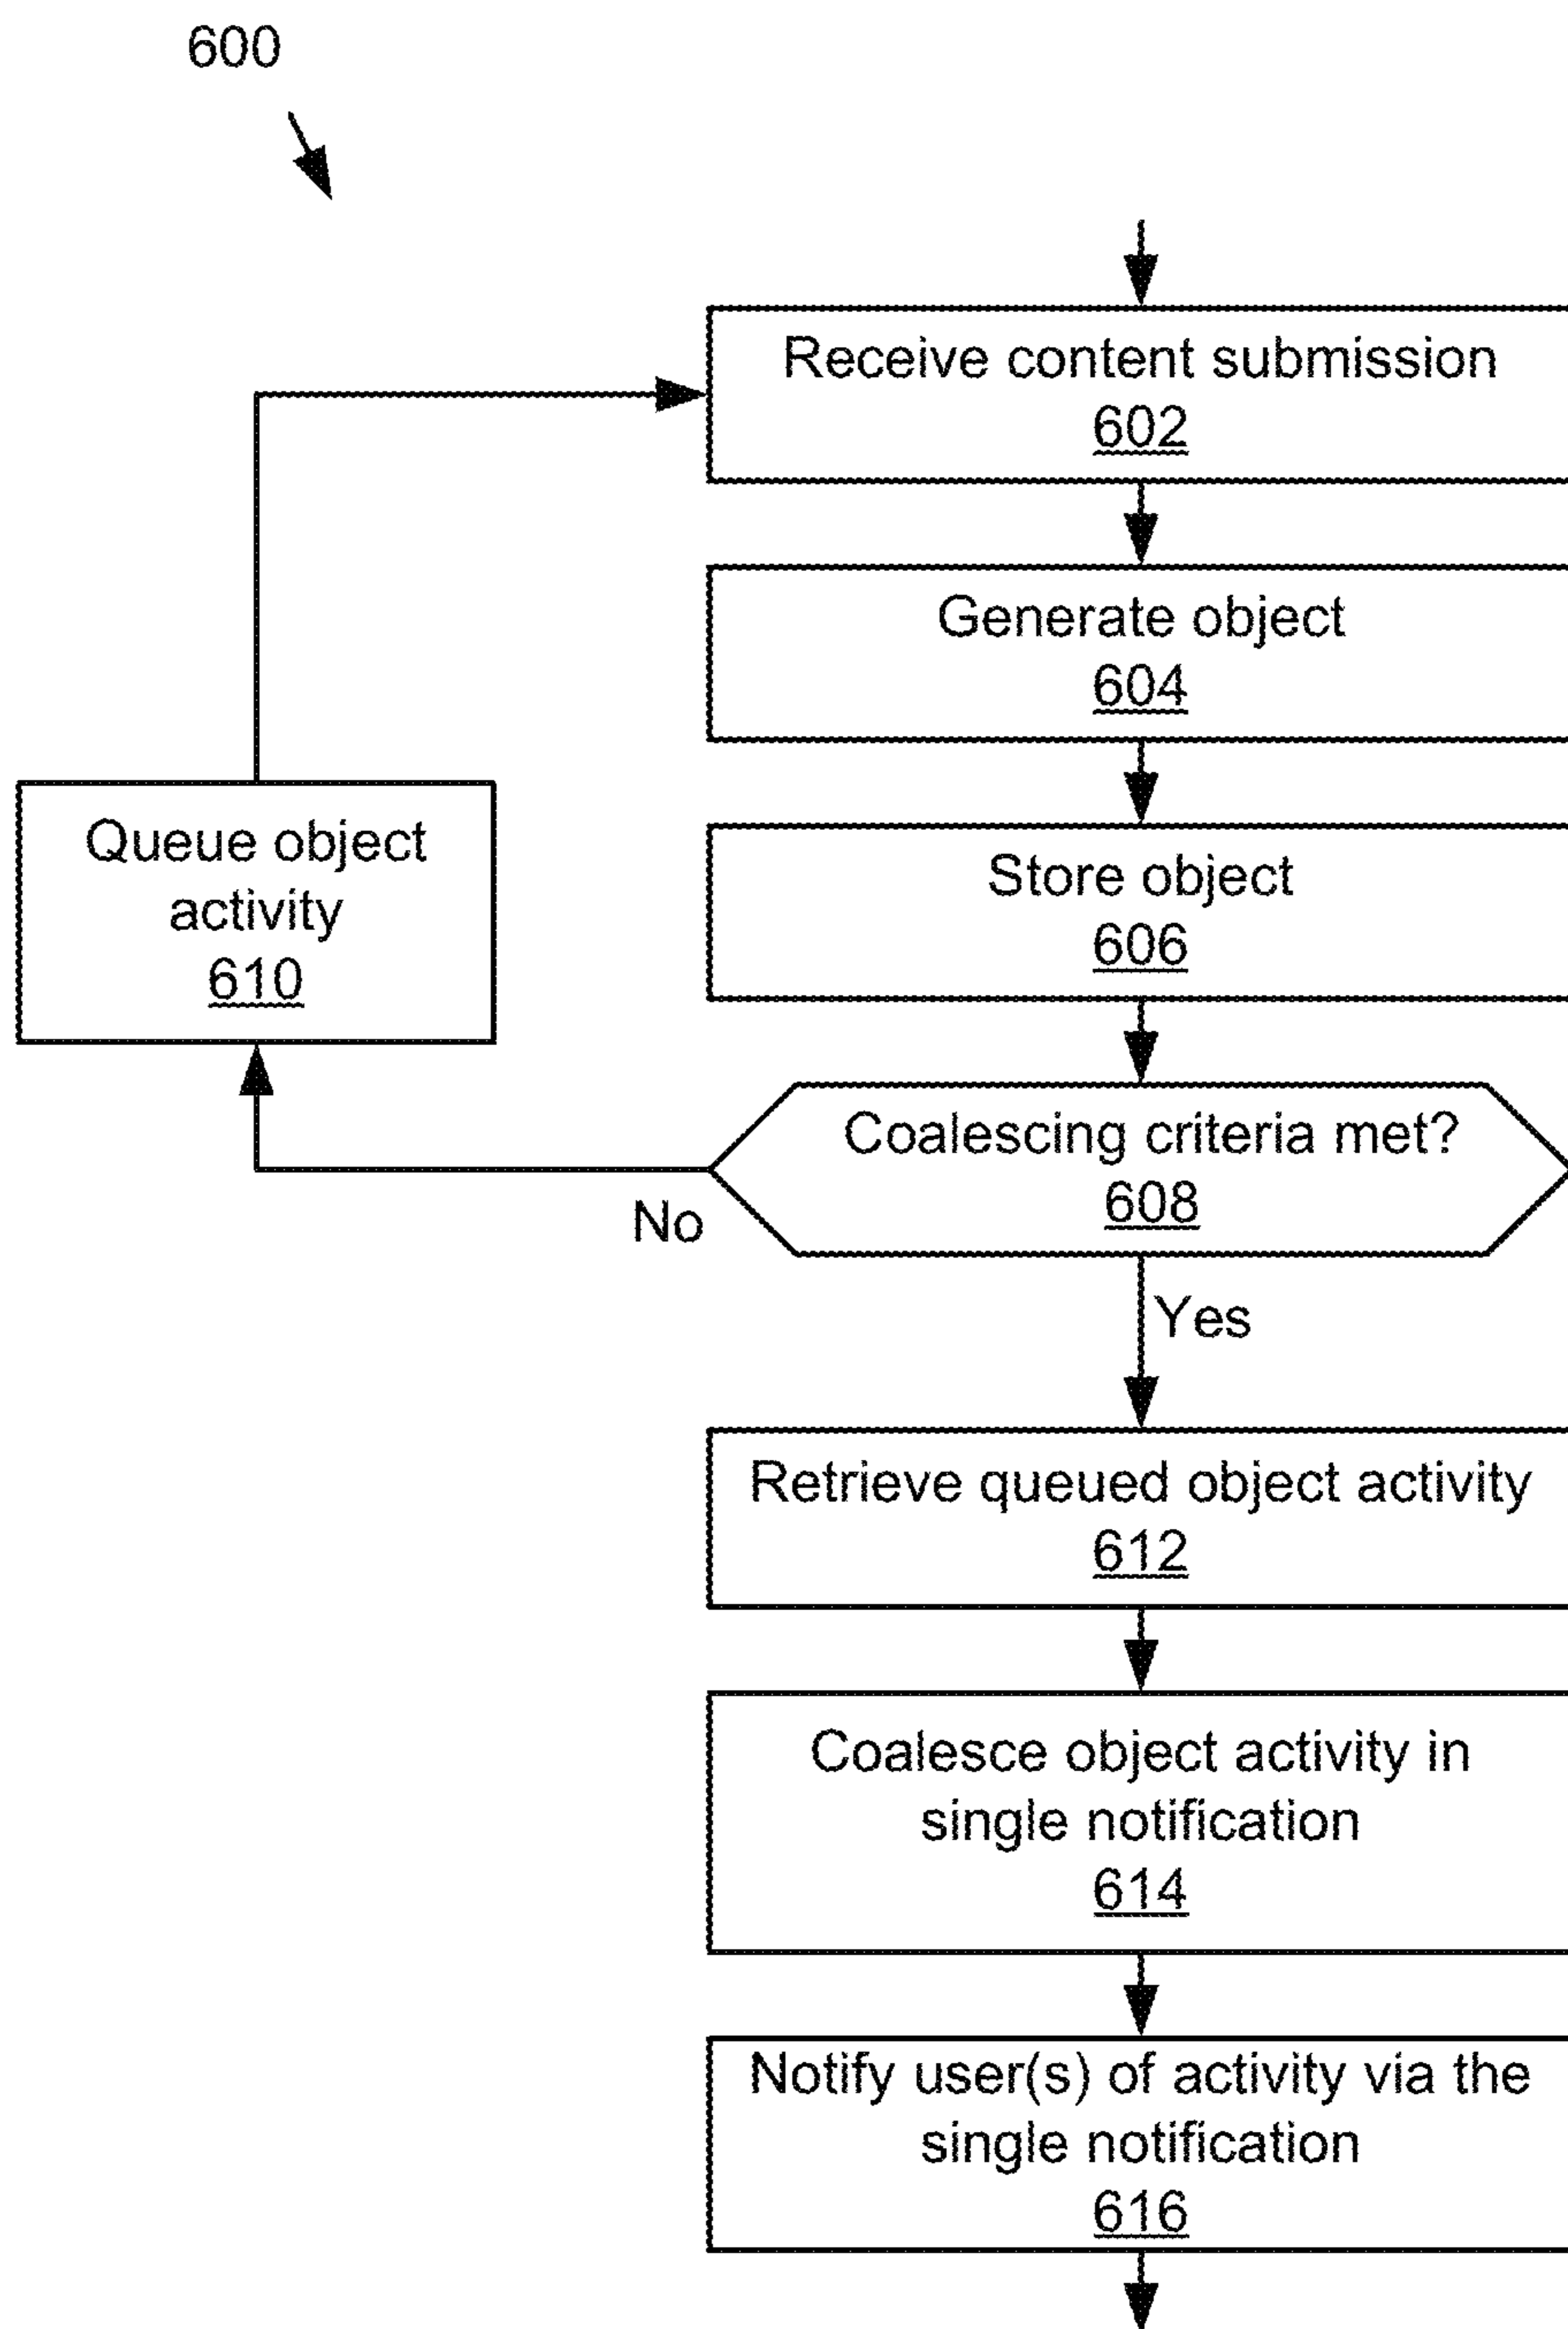 600
Receive content submission
602
Generate object
604
Queue object
activity
610
Store object
606
Coalescing criteria met?
608
No
Yes
Retrieve queued object activity
612
Coalesce object activity in
single notification
614
Notify user(s) of activity via the
single notification
616